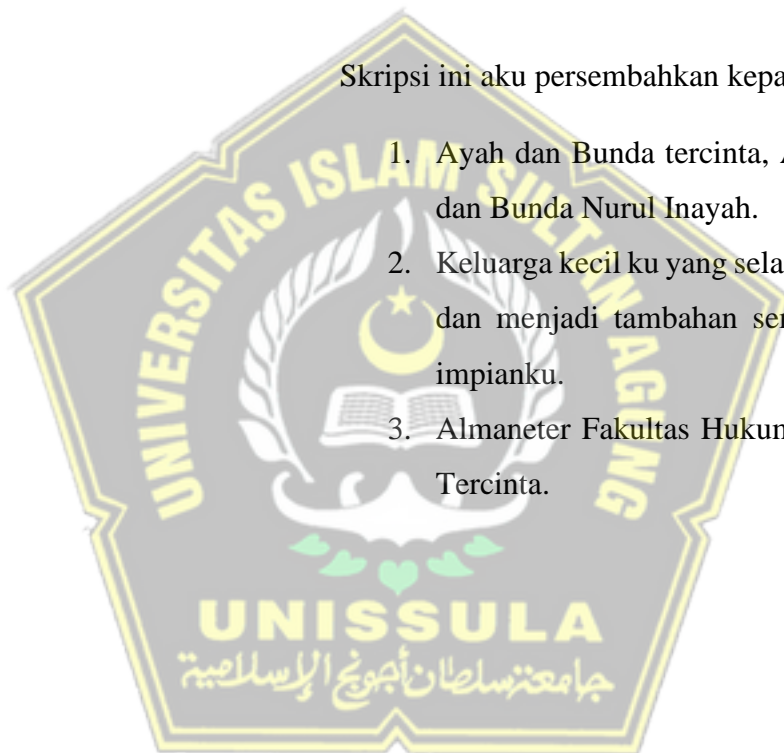 Skripsi ini aku persembahkan kepa
1. Ayah dan Bunda tercinta,
dan Bunda Nurul Inayah.
2. Keluarga kecil ku yang sela
dan menjadi tambahan se
impianku.
3. Almaneter Fakultas Hukum
Tercinta.
UNIVERSITAS ISLAM SULTAN AGUNG
UNISSULA
جامعة سلطان أجونج الإسلامية